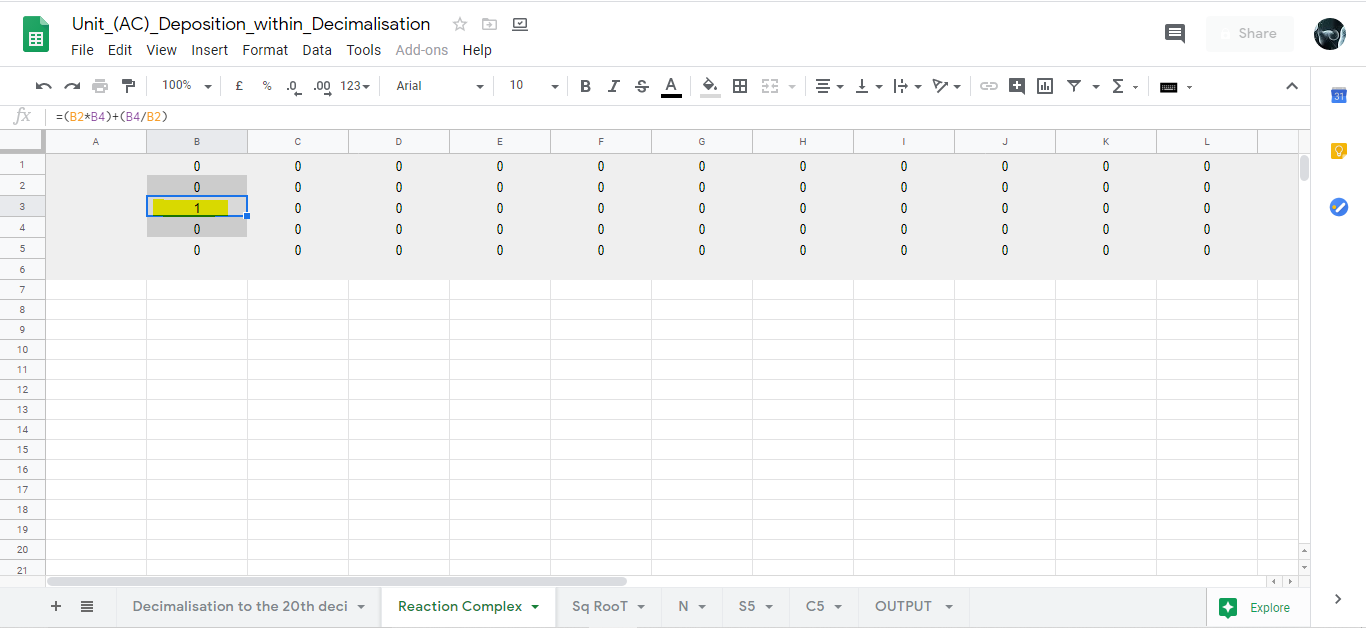 Unit_(AC)_Deposition_within_Decimalisation
File Edit View Insert Format Data Tools Add-ons Help
Share
100% £ % .0 .00 123 Arial 10 B I S A
31
fx =(B2*B4)+(B4/B2)
A B C D E F G H I J K L
1 0 0 0 0 0 0 0 0 0 0 0
2 0 0 0 0 0 0 0 0 0 0 0
3 1 0 0 0 0 0 0 0 0 0 0
4 0 0 0 0 0 0 0 0 0 0 0
5 0 0 0 0 0 0 0 0 0 0 0
6
7
8
9
10
11
12
13
14
15
16
17
18
19
20
21
Decimalisation to the 20th deci Reaction Complex Sq RooT N S5 C5 OUTPUT Explore